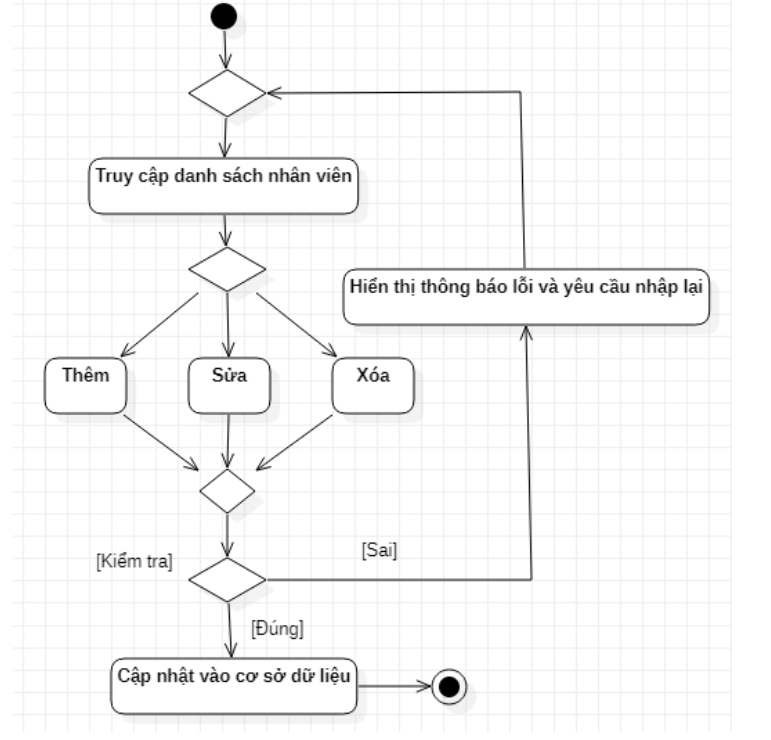 Truy cập danh sách nhân viên
Hiển thị thông báo lỗi và yêu cầu nhập lại
Thêm
Sửa
Xóa
[Kiểm tra]
[Sai]
[Đúng]
Cập nhật vào cơ sở dữ liệu